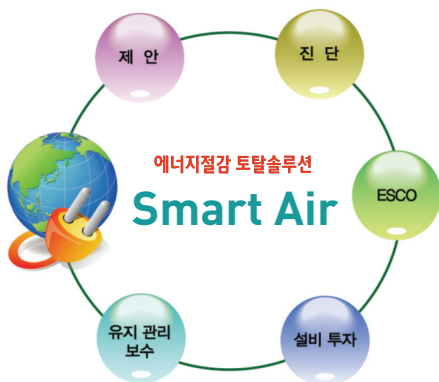 제 안
진 단
에너지절감 토탈솔루션
Smart Air
ESCO
유지 관리
보수
설비 투자